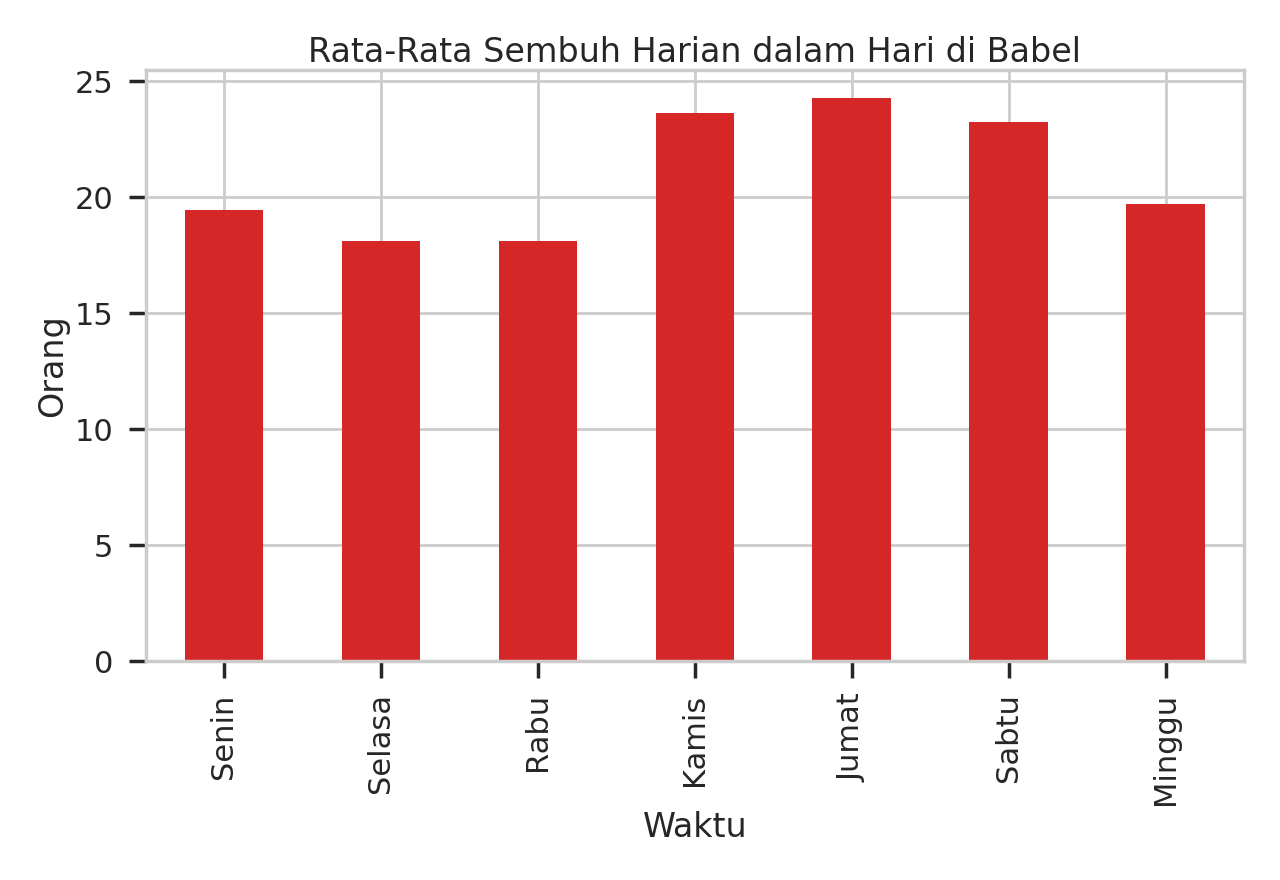 Rata-Rata Sembuh Harian dalam Hari di Babel
25
20
15
10
5
0
Orang
Senin
Selasa
Rabu
Kamis
Jumat
Sabtu
Minggu
Waktu